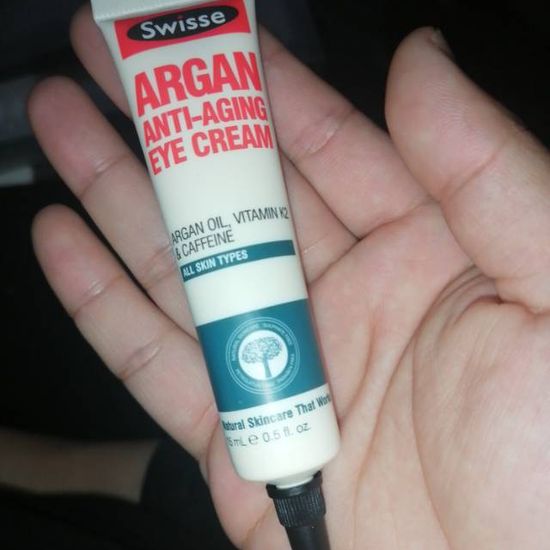 Swisse
ARGAN
ANTI-AGING
EYE CREAM
ARGAN OIL, VITAMIN K2
& CAFFEINE
ALL SKIN TYPES
Natural Skincare That Works
15 mL e 0.5 fl. oz